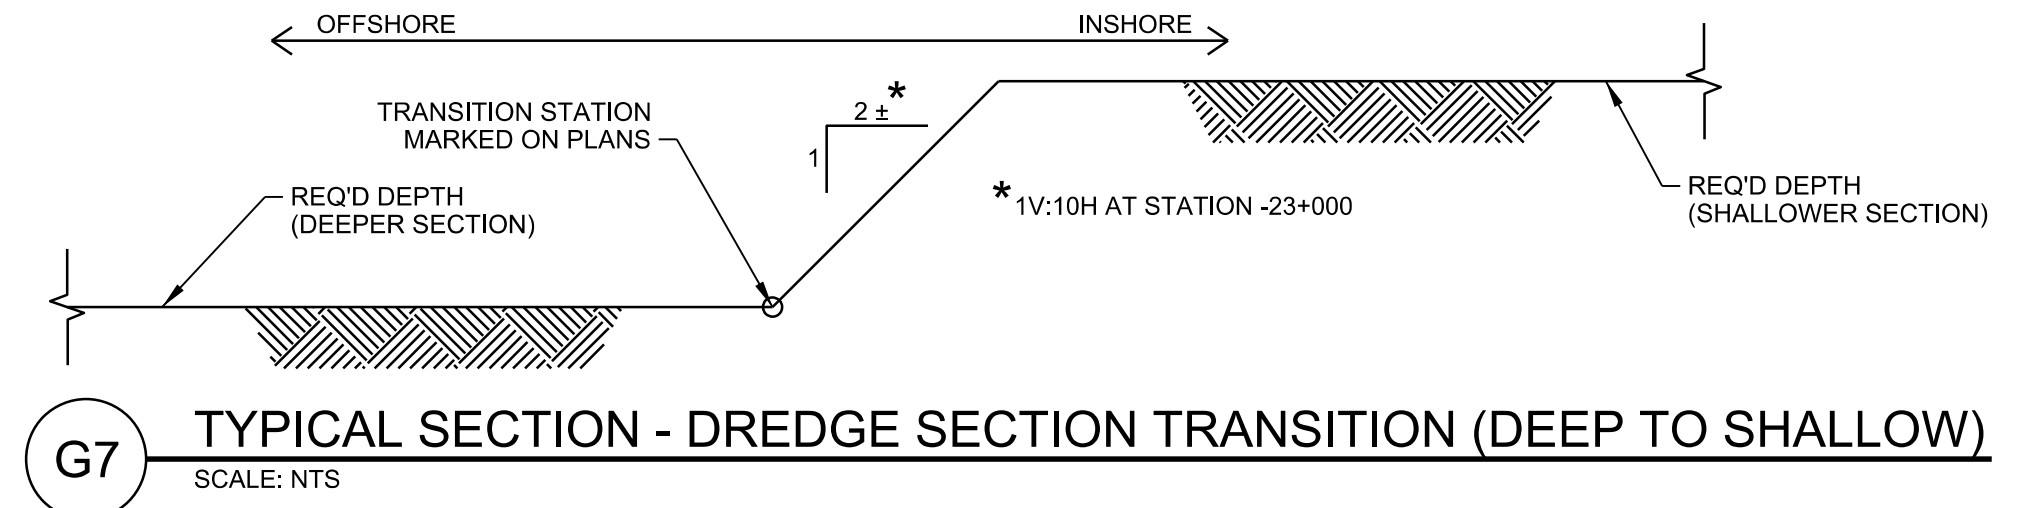 OFFSHORE
INSHORE
TRANSITION STATION
MARKED ON PLANS
2 ± *
1
REQ'D DEPTH
(DEEPER SECTION)
* 1V:10H AT STATION -23+000
REQ'D DEPTH
(SHALLOWER SECTION)
G7
TYPICAL SECTION - DREDGE SECTION TRANSITION (DEEP TO SHALLOW)
SCALE: NTS